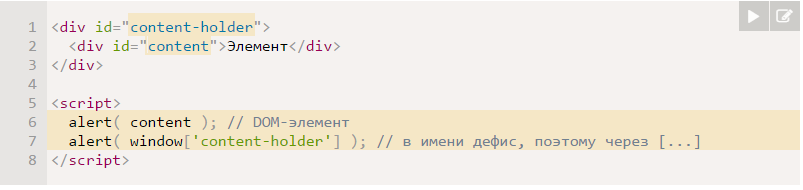 1 <div id="content-holder">
2   <div id="content">Элемент</div>
3 </div>
4
5 <script>
6   alert( content ); // DOM-элемент
7   alert( window['content-holder'] ); // в имени дефис, поэтому через [...]
8 </script>